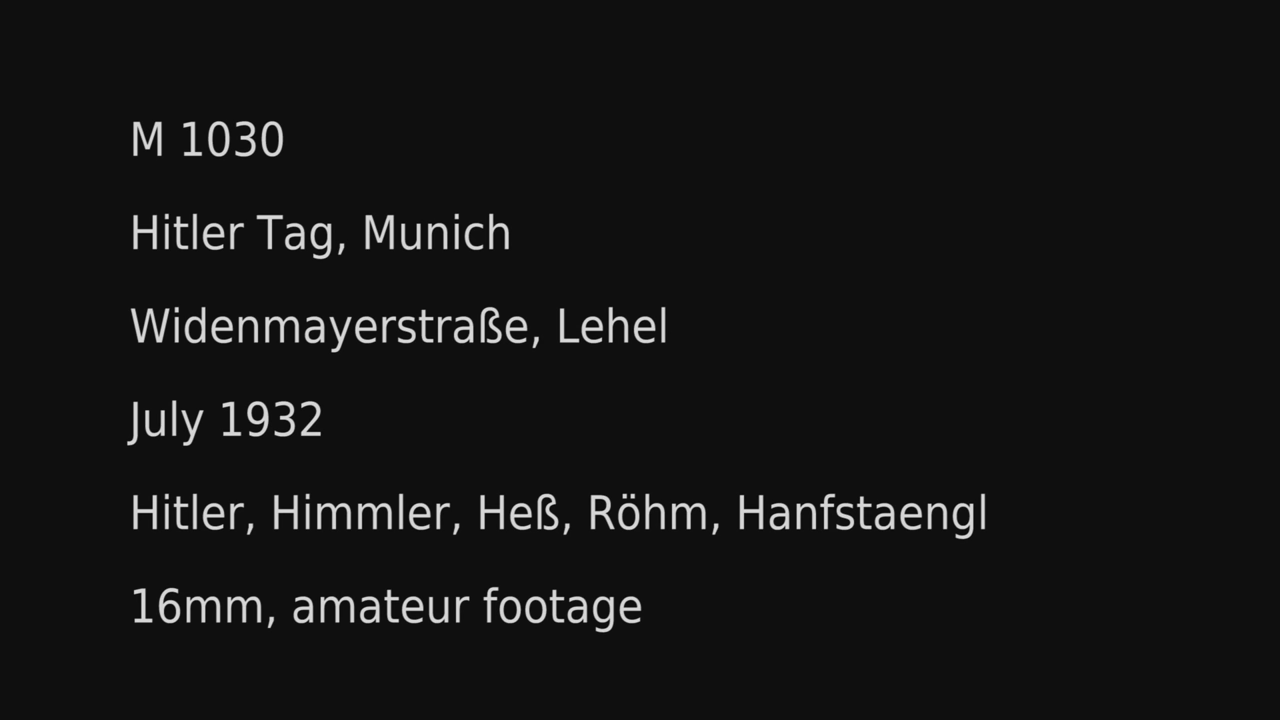 M 1030
Hitler Tag, Munich
Widenmayerstraße, Lehel
July 1932
Hitler, Himmler, Heß, Röhm, Hanfstaengl
16mm, amateur footage